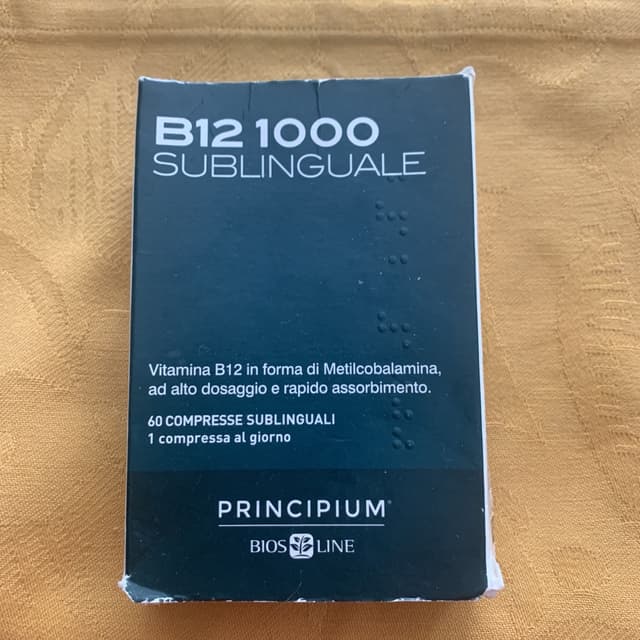 B12 1000
SUBLINGUALE
Vitamina B12 in forma di Metilcobalamina,
ad alto dosaggio e rapido assorbimento.
60 COMPRESSE SUBLINGUALI
1 compressa al giorno
PRINCIPIUM®
BIOS LINE